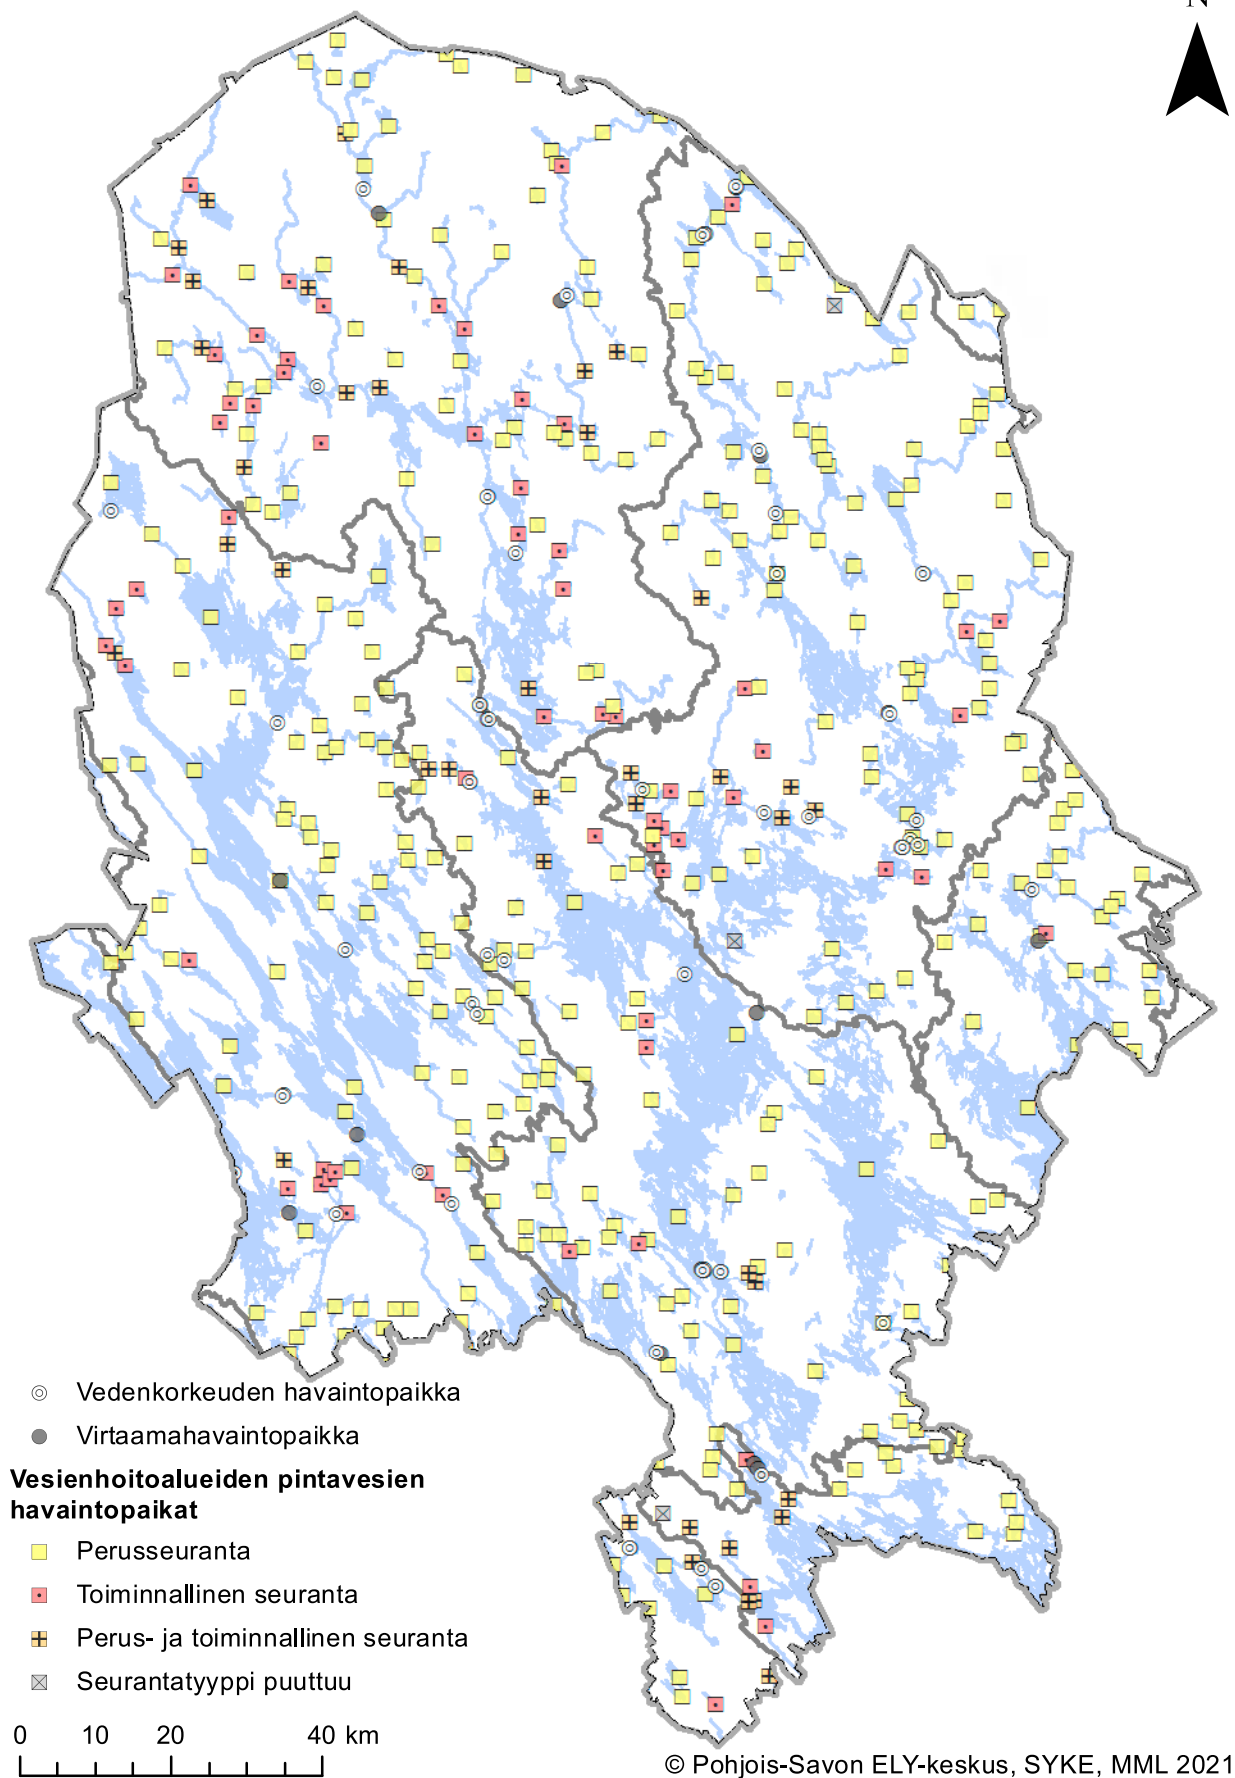 N
Vedenkorkeuden havaintopaikka
Virtaamahavaintopaikka
Vesienhoitoalueiden pintavesien
havaintopaikat
Perusseuranta
Toiminnallinen seuranta
Perus- ja toiminnallinen seuranta
Seurantatyyppi puuttuu
0 10 20 40 km
© Pohjois-Savon ELY-keskus, SYKE, MML 2021